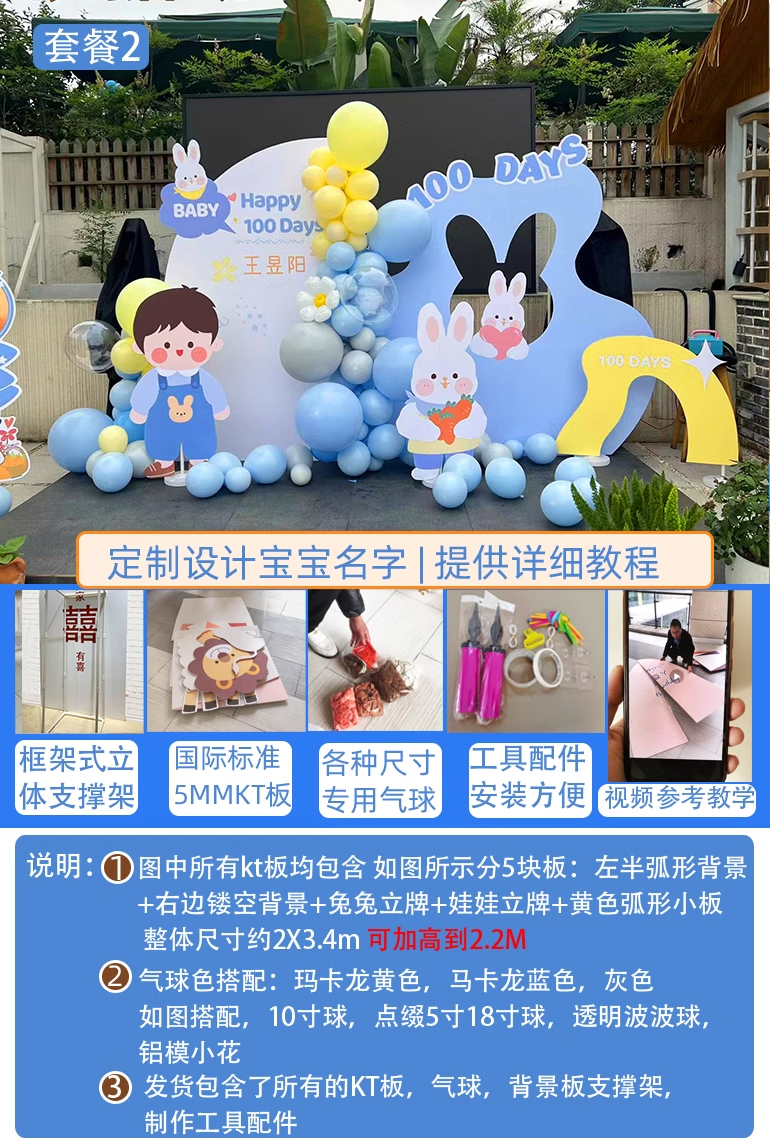 套餐2
100 DAYS
BABY
Happy
100 Days
王昱阳
100 DAYS
定制设计宝宝名字 | 提供详细教程
囍
有
喜
框架式立
体支撑架
国际标准
5MMKT板
各种尺寸
专用气球
工具配件
安装方便
视频参考教学
说明：① 图中所有kt板均包含 如图所示分5块板：左半弧形背景
+右边镂空背景+兔兔立牌+娃娃立牌+黄色弧形小板
整体尺寸约2X3.4m 可加高到2.2M
② 气球色搭配：玛卡龙黄色，马卡龙蓝色，灰色
如图搭配，10寸球，点缀5寸18寸球，透明波波球，
铝模小花
③ 发货包含了所有的KT板，气球，背景板支撑架，
制作工具配件